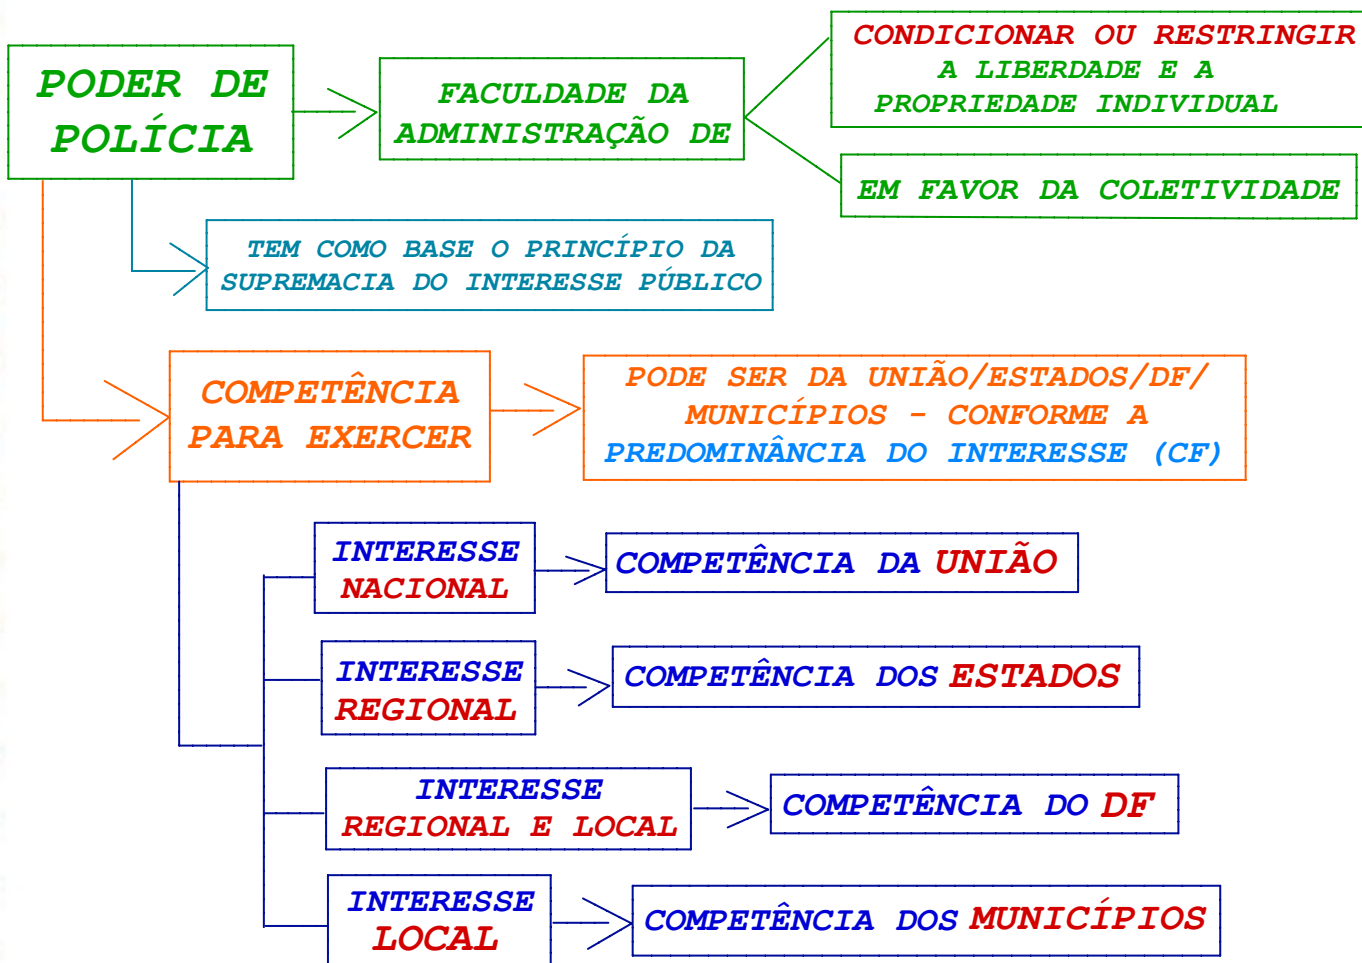 PODER DE
POLÍCIA
FACULDADE DA
ADMINISTRAÇÃO DE
CONDICIONAR OU RESTRINGIR
A LIBERDADE E A
PROPRIEDADE INDIVIDUAL
EM FAVOR DA COLETIVIDADE
TEM COMO BASE O PRINCÍPIO DA
SUPREMACIA DO INTERESSE PÚBLICO
COMPETÊNCIA
PARA EXERCER
PODE SER DA UNIÃO/ESTADOS/DF/
MUNICÍPIOS - CONFORME A
PREDOMINÂNCIA DO INTERESSE (CF)
INTERESSE
NACIONAL
COMPETÊNCIA DA UNIÃO
INTERESSE
REGIONAL
COMPETÊNCIA DOS ESTADOS
INTERESSE
REGIONAL E LOCAL
COMPETÊNCIA DO DF
INTERESSE
LOCAL
COMPETÊNCIA DOS MUNICÍPIOS